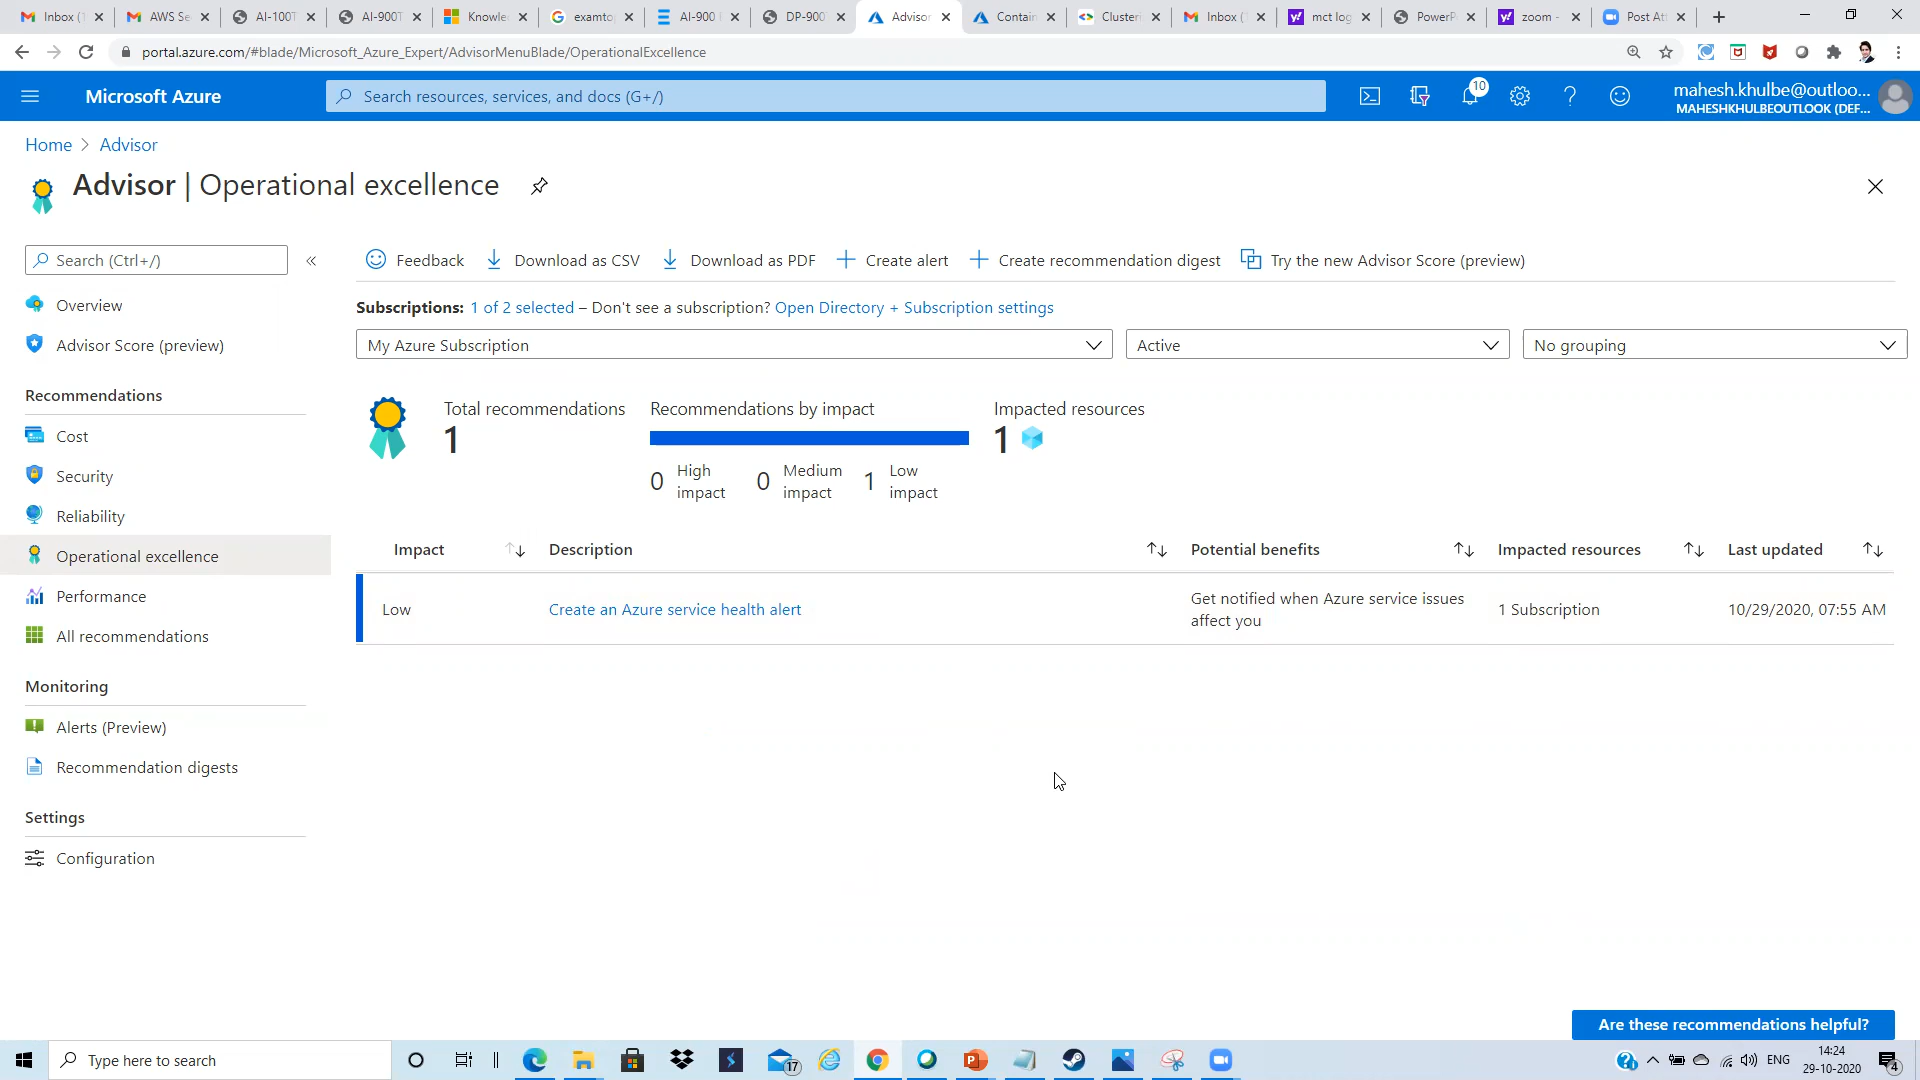 Inbox (1
AWS Se
AI-100T
AI-900T
Knowle
examto
AI-900
DP-900
Advisor
Contain
Cluster
Inbox (
mct log
PowerP
zoom -
Post At
portal.azure.com/#blade/Microsoft_Azure_Expert/AdvisorMenuBlade/OperationalExcellence
Microsoft Azure
Search resources, services, and docs (G+/)
10
mahesh.khulbe@outloo...
MAHESHKHULBEOUTLOOK (DEF...
Home > Advisor
Advisor | Operational excellence
Search (Ctrl+/)
«
Overview
Advisor Score (preview)
Recommendations
Cost
Security
Reliability
Operational excellence
Performance
All recommendations
Monitoring
Alerts (Preview)
Recommendation digests
Settings
Configuration
Feedback
Download as CSV
Download as PDF
Create alert
Create recommendation digest
Try the new Advisor Score (preview)
Subscriptions: 1 of 2 selected – Don't see a subscription? Open Directory + Subscription settings
My Azure Subscription
Active
No grouping
Total recommendations
1
Recommendations by impact
0 High impact
0 Medium impact
1 Low impact
Impacted resources
1
Impact
Description
Potential benefits
Impacted resources
Last updated
Low
Create an Azure service health alert
Get notified when Azure service issues
affect you
1 Subscription
10/29/2020, 07:55 AM
Are these recommendations helpful?
Type here to search
17
ENG
14:24
29-10-2020
4